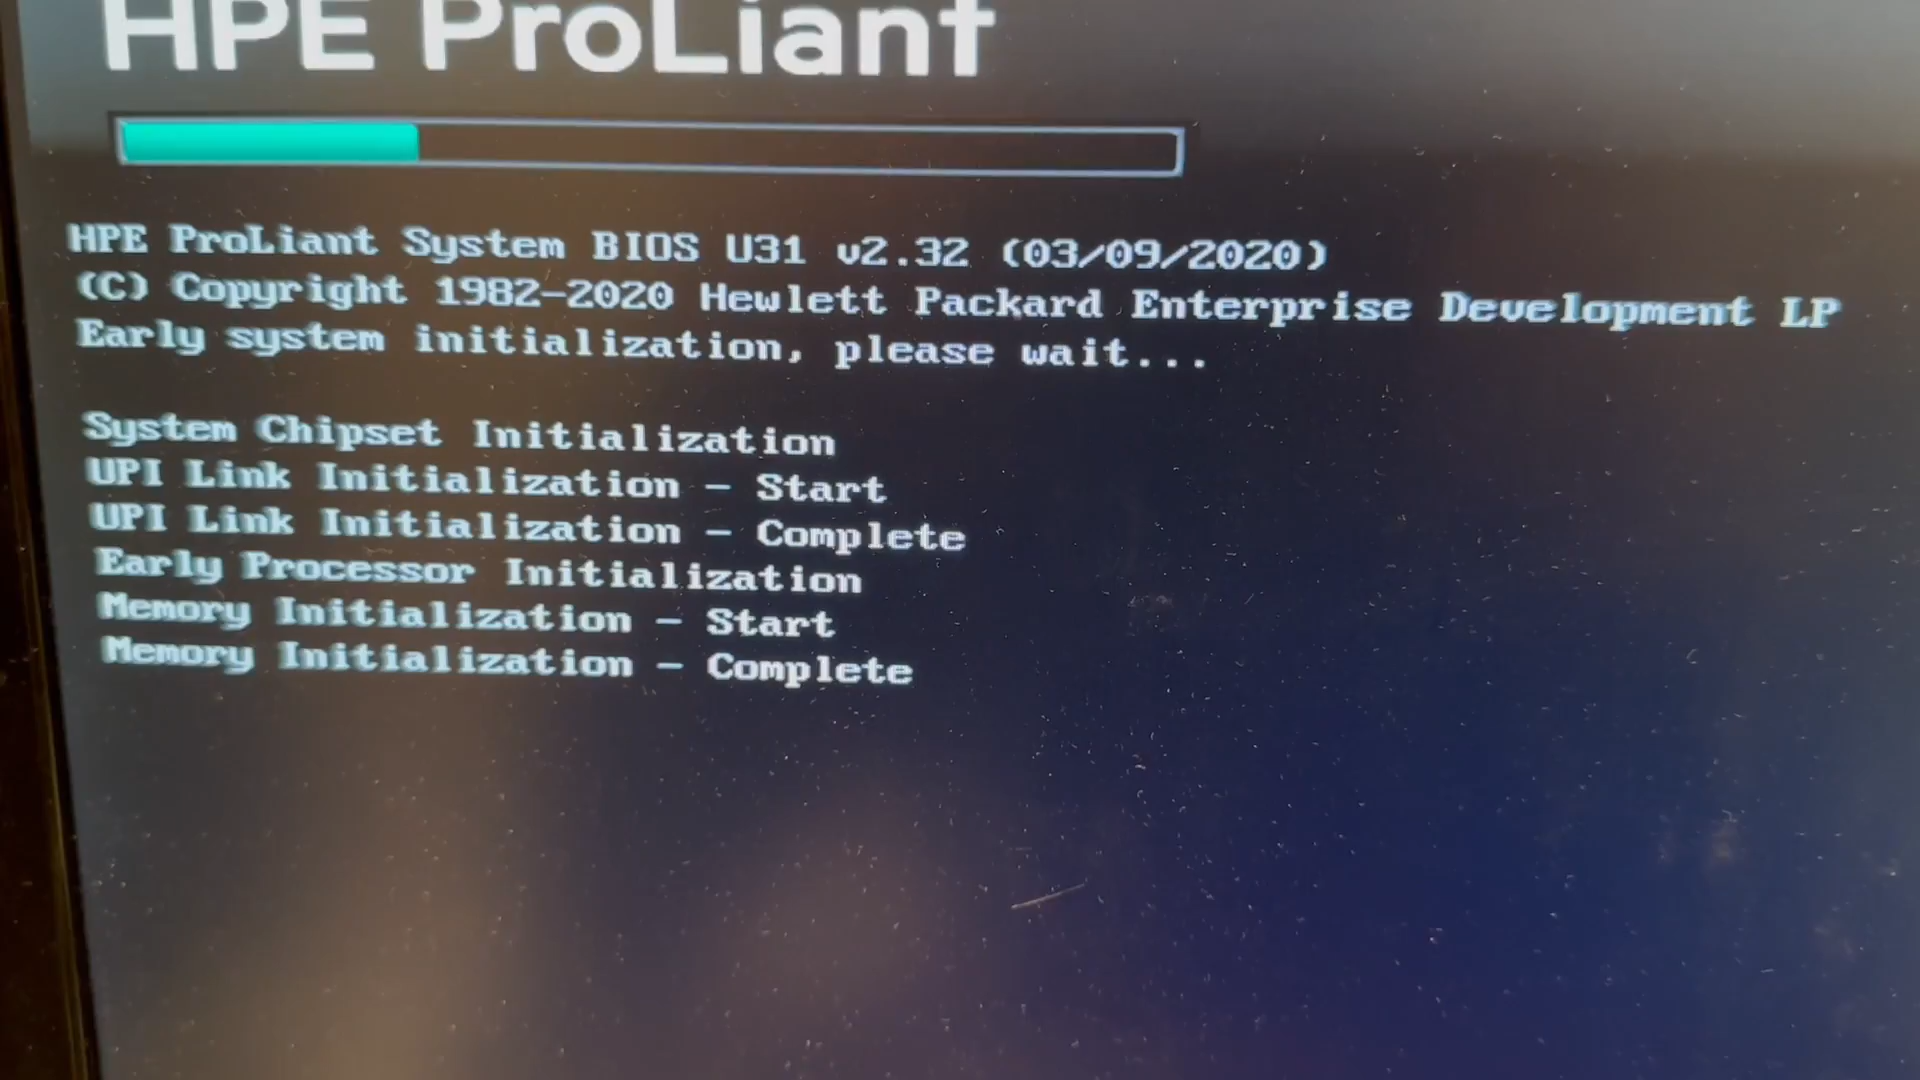 HPE ProLiant
HPE ProLiant System BIOS U31 v2.32 (03/09/2020)
(C) Copyright 1982-2020 Hewlett Packard Enterprise Development LP
Early system initialization, please wait...
System Chipset Initialization
UPI Link Initialization - Start
UPI Link Initialization - Complete
Early Processor Initialization
Memory Initialization - Start
Memory Initialization - Complete